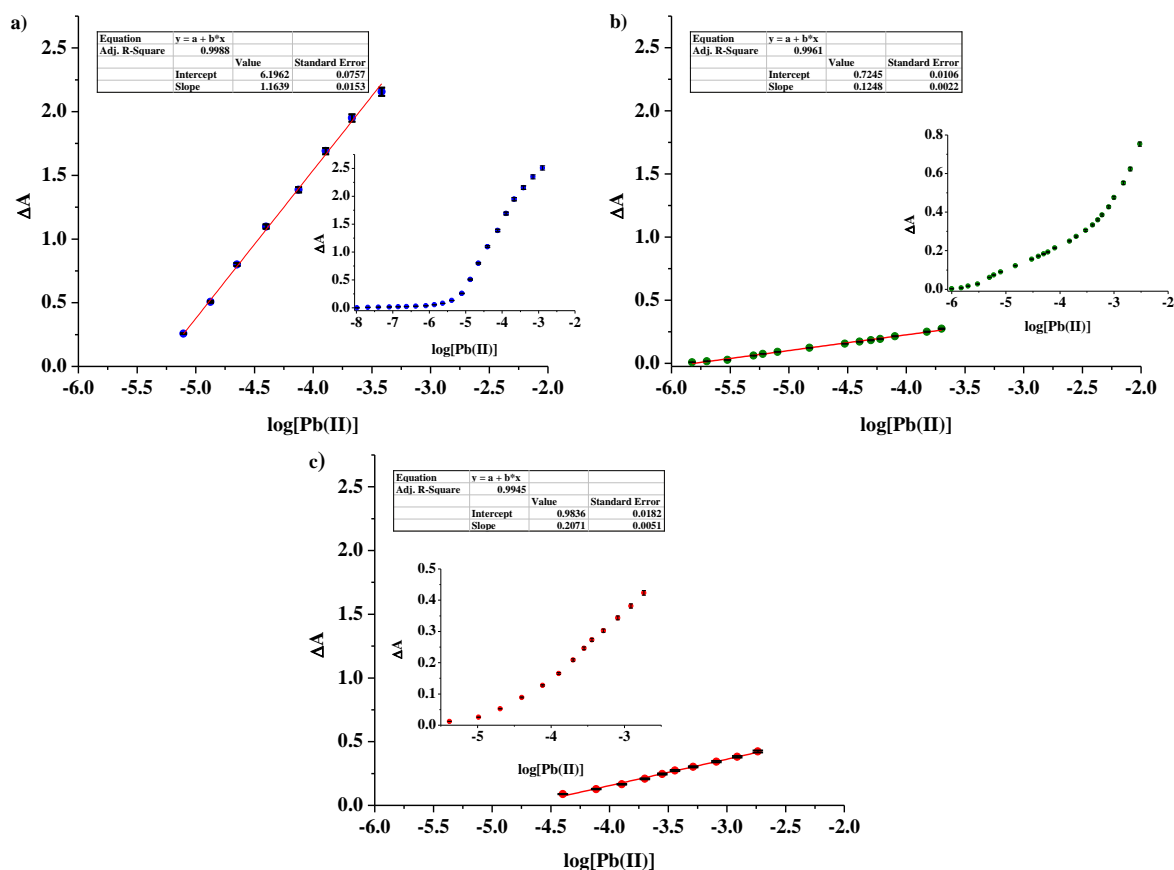 a)
Equation y = a + b*x
Adj. R-Square 0.9988
Value Standard Error
Intercept 6.1962 0.0757
Slope 1.1639 0.0153
2.5
2.0
1.5
1.0
0.5
0.0
ΔA
-6.0 -5.5 -5.0 -4.5 -4.0 -3.5 -3.0 -2.5 -2.0
log[Pb(II)]
2.5
2.0
1.5
1.0
0.5
0.0
ΔA
-8 -7 -6 -5 -4 -3 -2
log[Pb(II)]
b)
Equation y = a + b*x
Adj. R-Square 0.9961
Value Standard Error
Intercept 0.7245 0.0106
Slope 0.1248 0.0022
2.5
2.0
1.5
1.0
0.5
0.0
ΔA
-6.0 -5.5 -5.0 -4.5 -4.0 -3.5 -3.0 -2.5 -2.0
log[Pb(II)]
0.8
0.6
0.4
0.2
0.0
ΔA
-6 -5 -4 -3 -2
log[Pb(II)]
c)
Equation y = a + b*x
Adj. R-Square 0.9945
Value Standard Error
Intercept 0.9836 0.0182
Slope 0.2071 0.0051
2.5
2.0
1.5
1.0
0.5
0.0
ΔA
-6.0 -5.5 -5.0 -4.5 -4.0 -3.5 -3.0 -2.5 -2.0
log[Pb(II)]
0.5
0.4
0.3
0.2
0.1
0.0
ΔA
-5 -4 -3
log[Pb(II)]